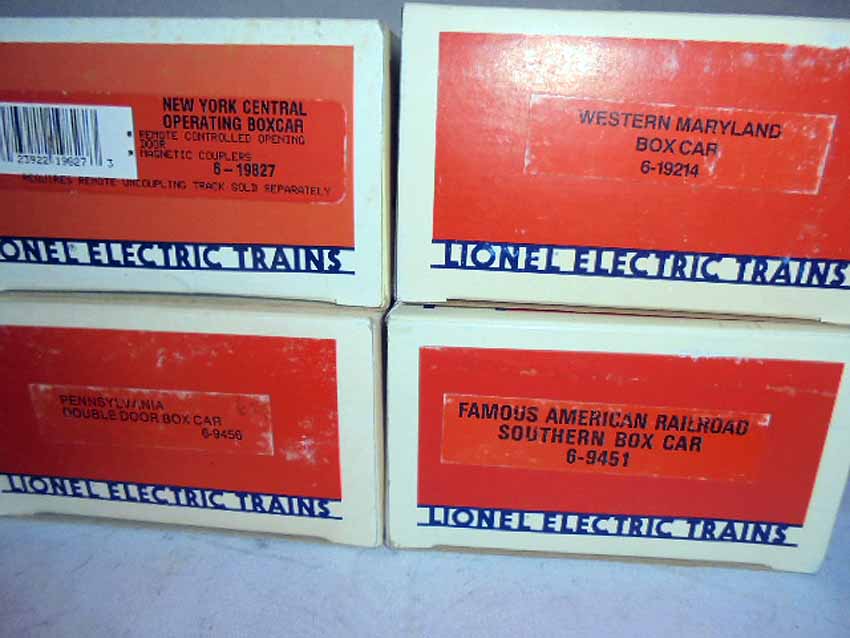 NEW YORK CENTRAL
OPERATING BOXCAR
• REMOTE CONTROLLED OPENING
DOOR
• MAGNETIC COUPLERS
6-19827
23922 19827 3
REQUIRES REMOTE UNCOUPLING TRACK SOLD SEPARATELY
ONEL ELECTRIC TRAINS
WESTERN MARYLAND
BOX CAR
6-19214
LIONEL ELECTRIC TRAINS
PENNSYLVANIA
DOUBLE DOOR BOX CAR
6-9456
LIONEL ELECTRIC TRAINS
FAMOUS AMERICAN RAILROAD
SOUTHERN BOX CAR
6-9451
LIONEL ELECTRIC TRAINS